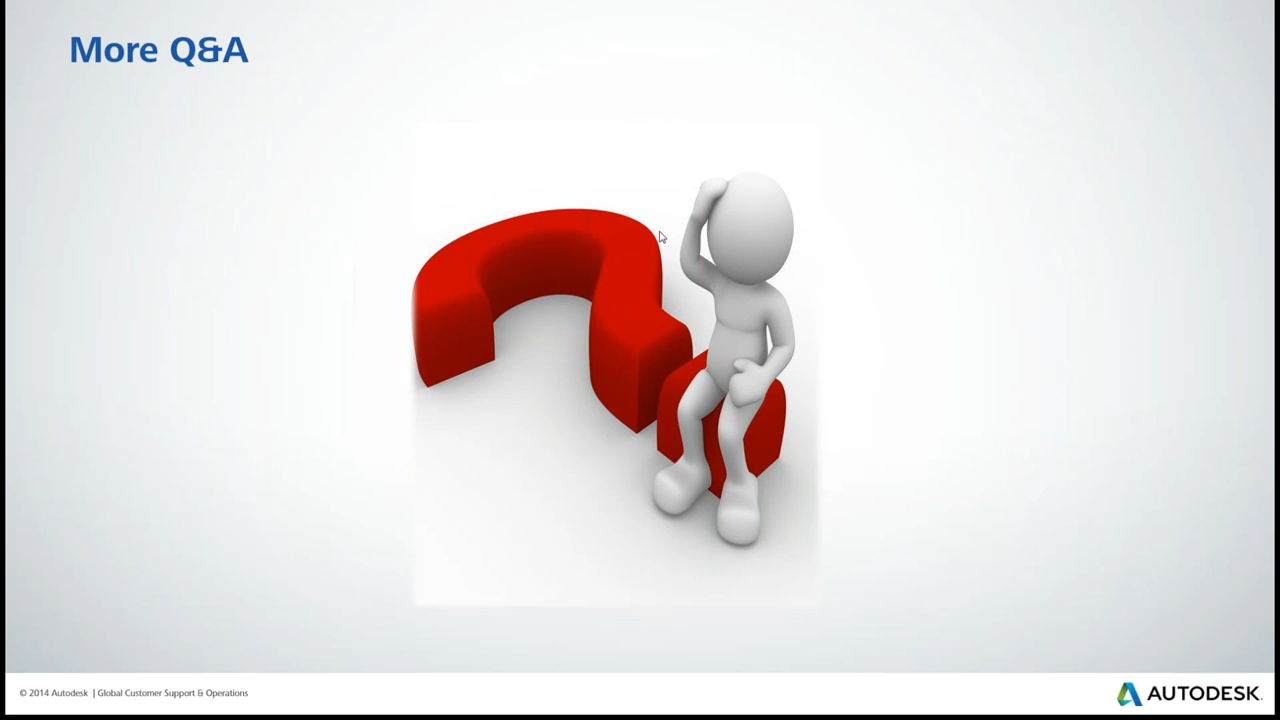 More Q&A
© 2014 Autodesk | Global Customer Support & Operations
AUTODESK.